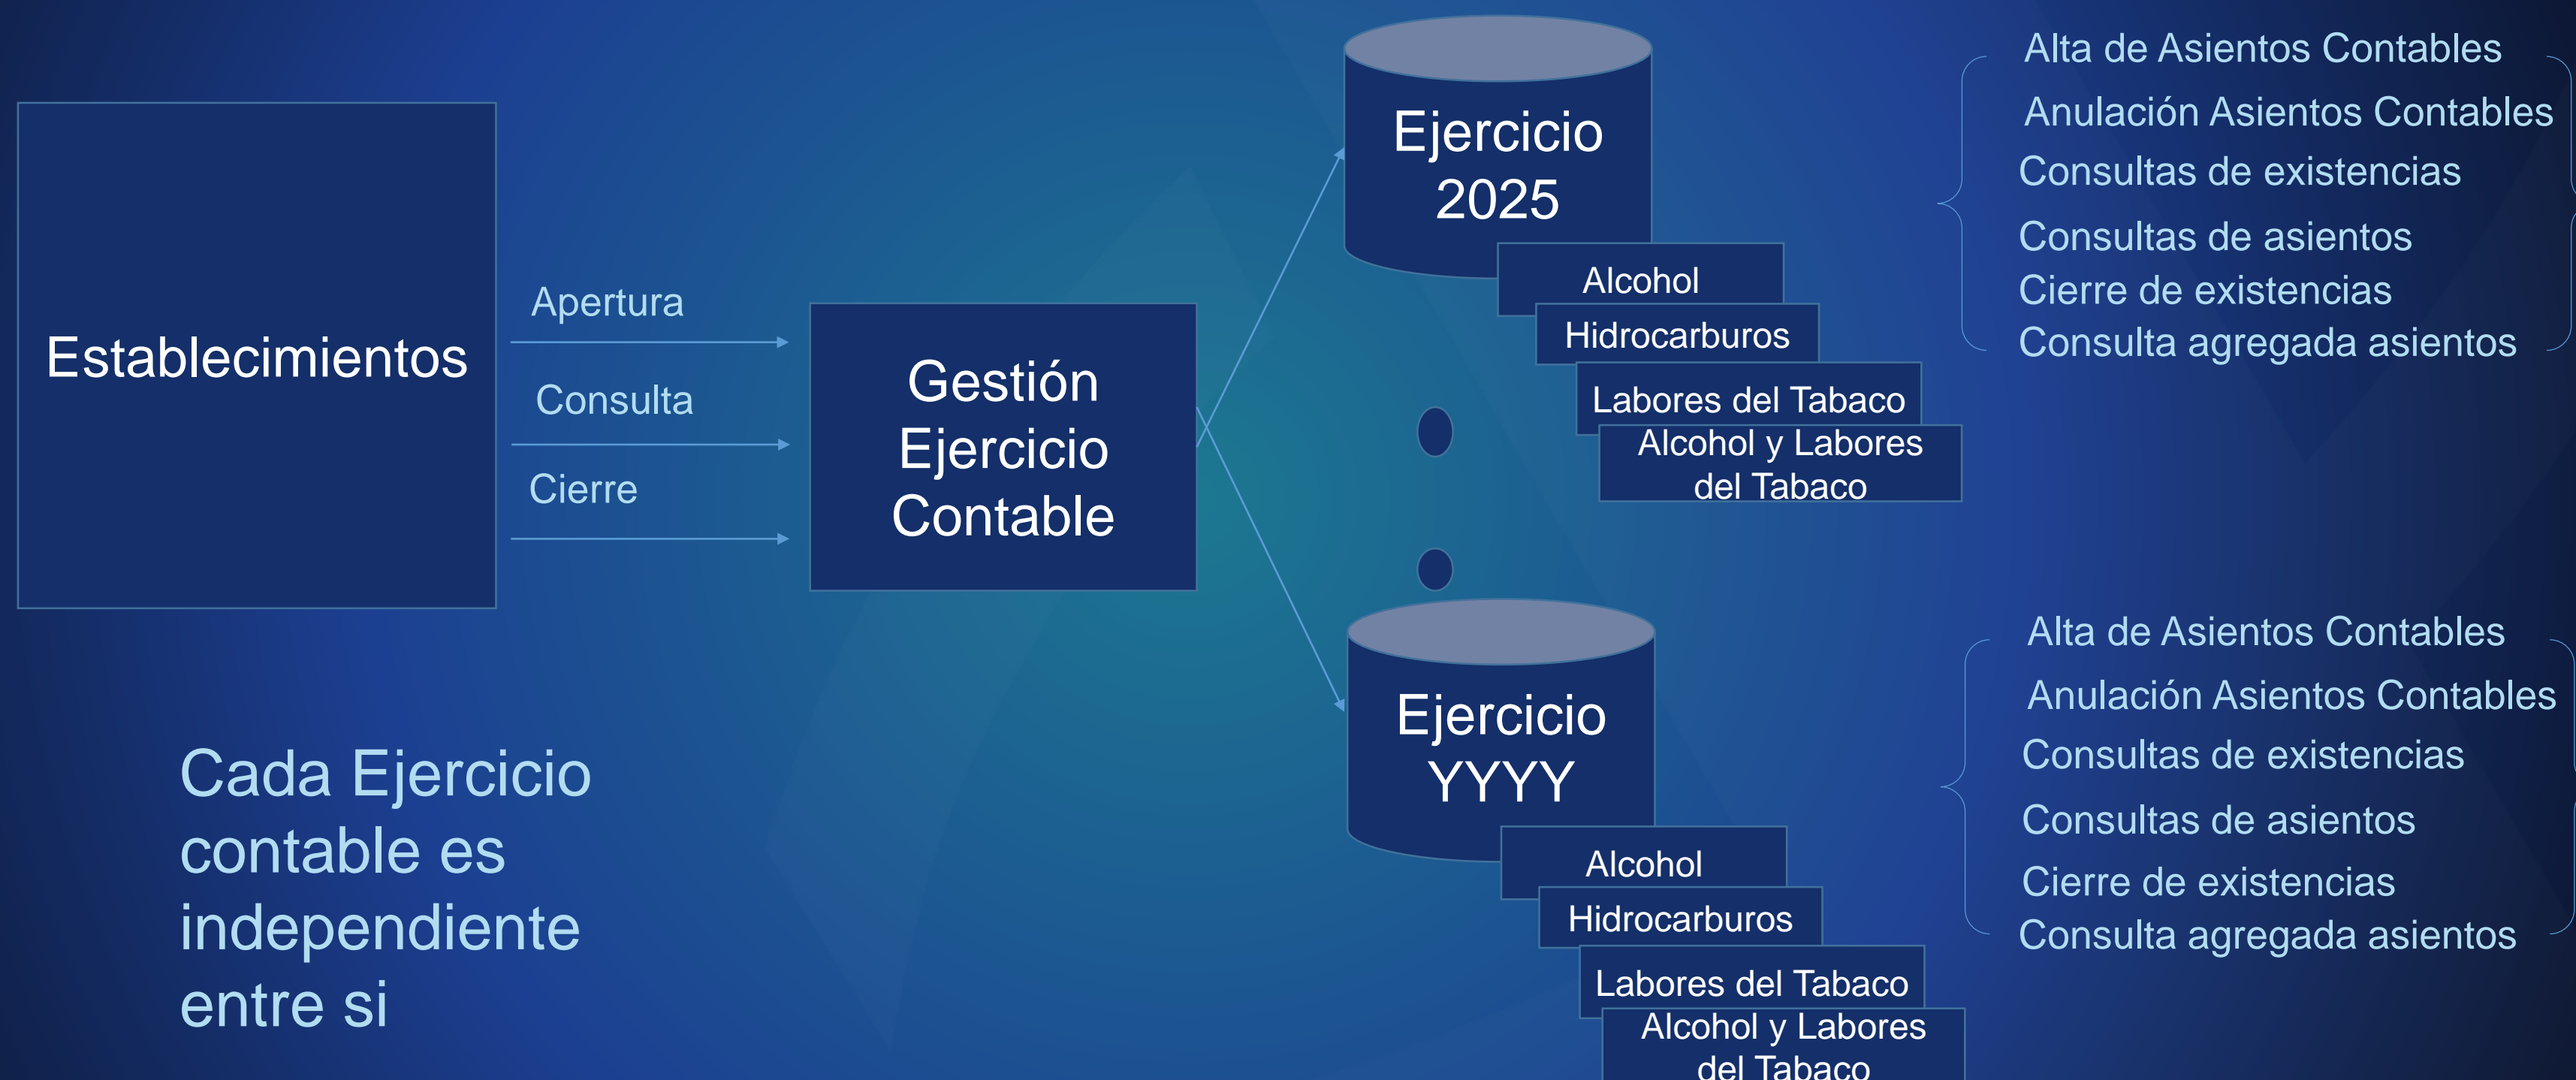 Establecimientos
Apertura
Consulta
Cierre
Gestión
Ejercicio
Contable
Ejercicio
2025
Alcohol
Hidrocarburos
Labores del Tabaco
Alcohol y Labores
del Tabaco
Alta de Asientos Contables
Anulación Asientos Contables
Consultas de existencias
Consultas de asientos
Cierre de existencias
Consulta agregada asientos
Ejercicio
YYYY
Alcohol
Hidrocarburos
Labores del Tabaco
Alcohol y Labores
del Tabaco
Alta de Asientos Contables
Anulación Asientos Contables
Consultas de existencias
Consultas de asientos
Cierre de existencias
Consulta agregada asientos
Cada Ejercicio
contable es
independiente
entre si